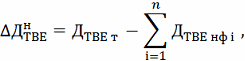 ΔД^н_ТВЕ = Д_ТВЕ т − ∑_{i=1}^{n} Д_ТВЕ нф i ,